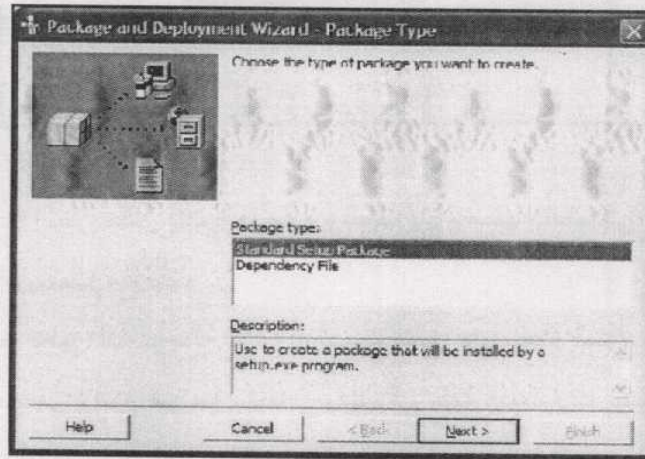 Package and Deployment Wizard - Package Type
Choose the type of package you want to create.
Package type:
Standard Setup Package
Dependency File
Description:
Use to create a package that will be installed by a
setup.exe program.
Help
Cancel
< Back
Next >
Finish